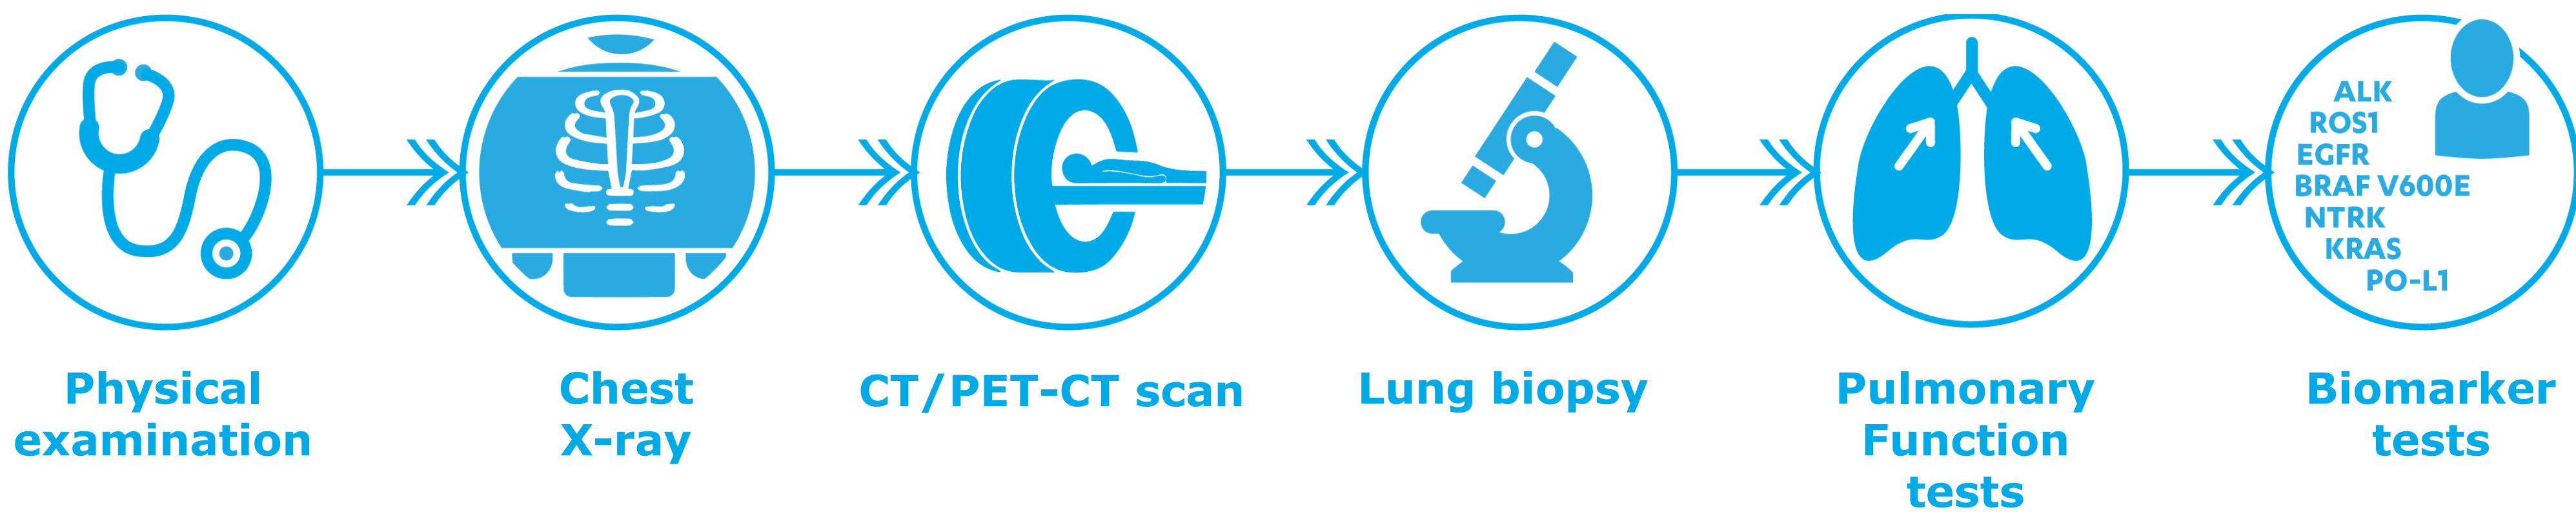 ALK
ROS1
EGFR
BRAF V600E
NTRK
KRAS
PO-L1
Physical
examination
Chest
X-ray
CT/PET-CT scan
Lung biopsy
Pulmonary
Function
tests
Biomarker
tests